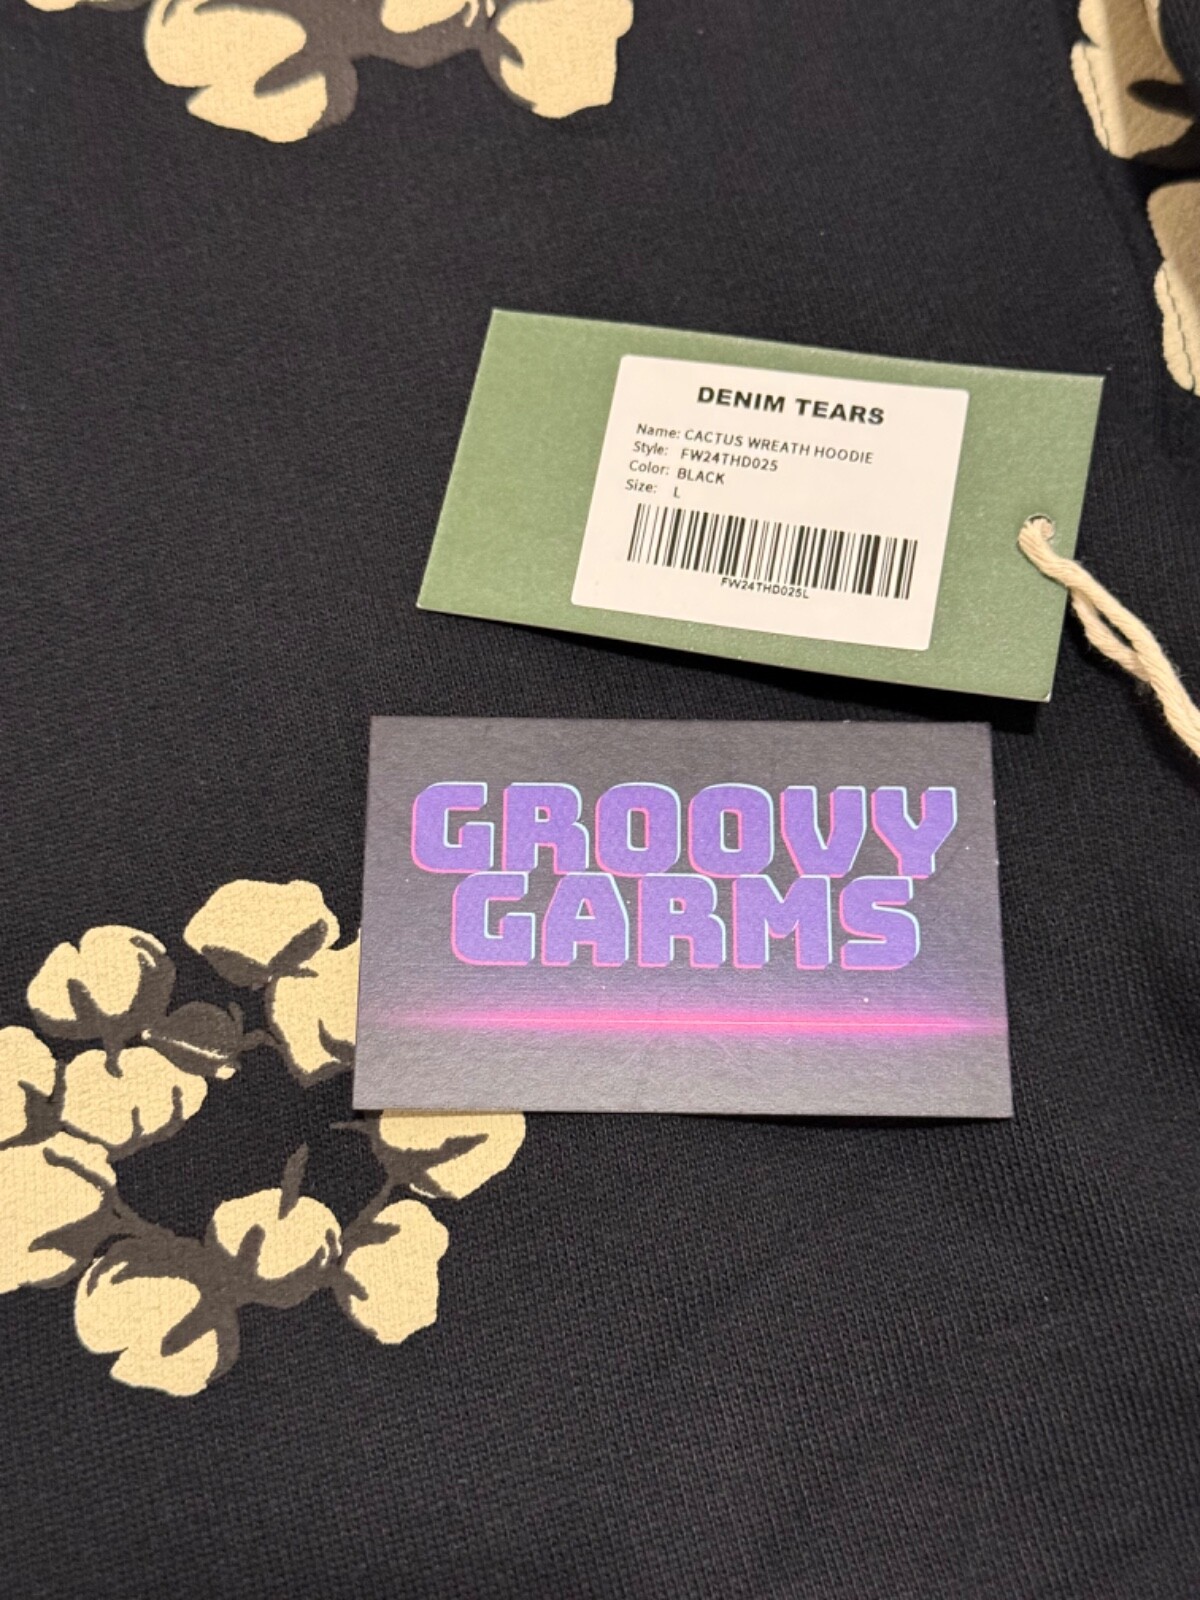 DENIM TEARS
Name: CACTUS WREATH HOODIE
Style: FW24THD025
Color: BLACK
Size: L
FW24THD025L
GROOVY
GARMS